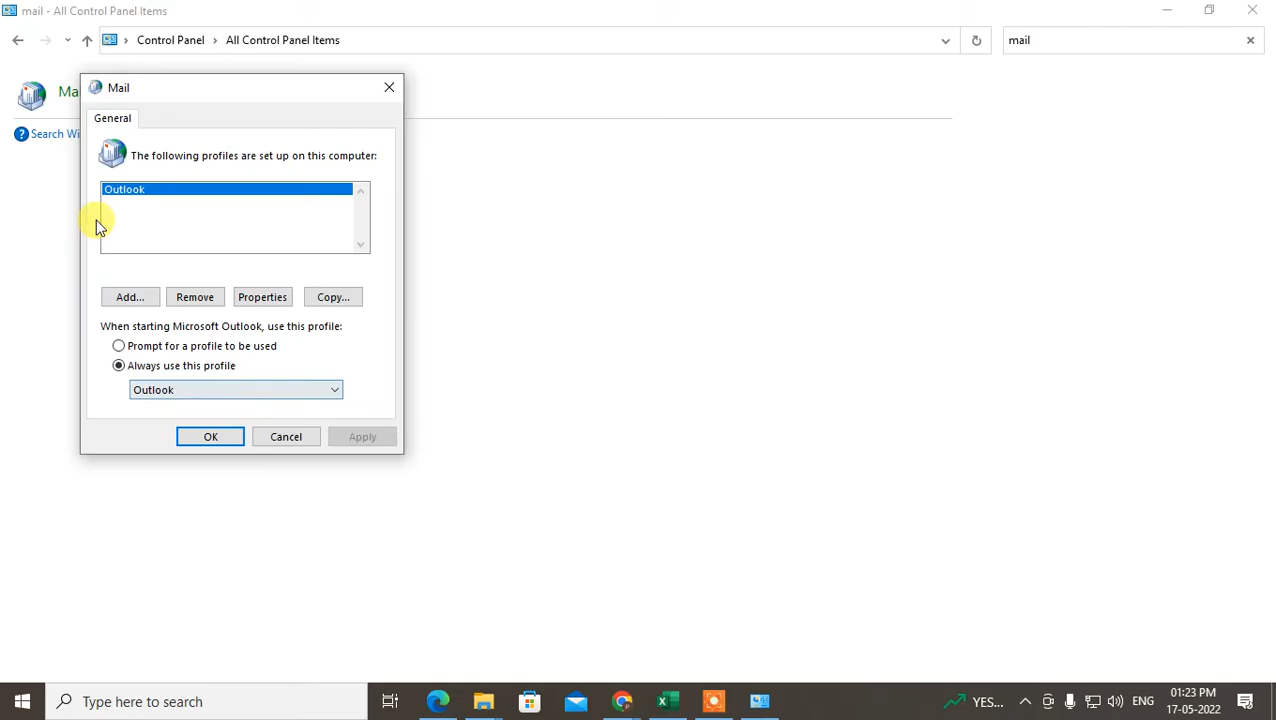 mail - All Control Panel Items
Control Panel All Control Panel Items
mail
Ma
Search Wi
Mail
General
The following profiles are set up on this computer:
Outlook
Add... Remove Properties Copy...
When starting Microsoft Outlook, use this profile:
Prompt for a profile to be used
Always use this profile
Outlook
OK Cancel Apply
Type here to search
YES...
ENG
01:23 PM
17-05-2022